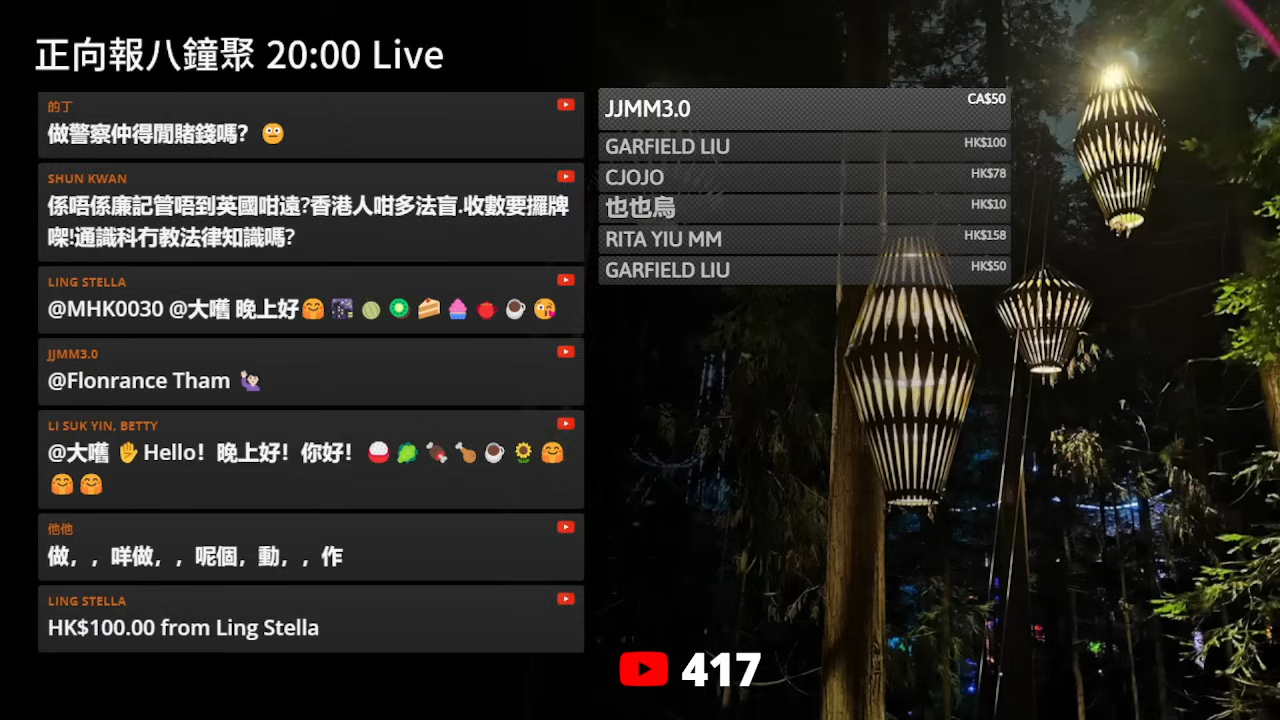 正向報八鐘聚 20:00 Live
的丁
做警察仲得閒賭錢嗎? 😳
SHUN KWAN
係唔係廉記管唔到英國咁遠?香港人咁多法盲.收數要攞牌
㗎!通識科冇教法律知識嗎?
LING STELLA
@MHK0030 @大嚿 晚上好🤗 🎆 🍈 🥝 🍰 🧁 🫖 ☕ 😘
JJMM3.0
@Flonrance Tham 🙋🏻‍♀️
LI SUK YIN, BETTY
@大嚿 ✋ Hello! 晚上好! 你好! 🍚 🥦 🍖 🍗 ☕ 🌻 🤗
🤗 🤗
他他
做，，咩做，，呢個，動，，作
LING STELLA
HK$100.00 from Ling Stella
JJMM3.0 CA$50
GARFIELD LIU HK$100
CJOJO HK$78
也也烏 HK$10
RITA YIU MM HK$158
GARFIELD LIU HK$50
417